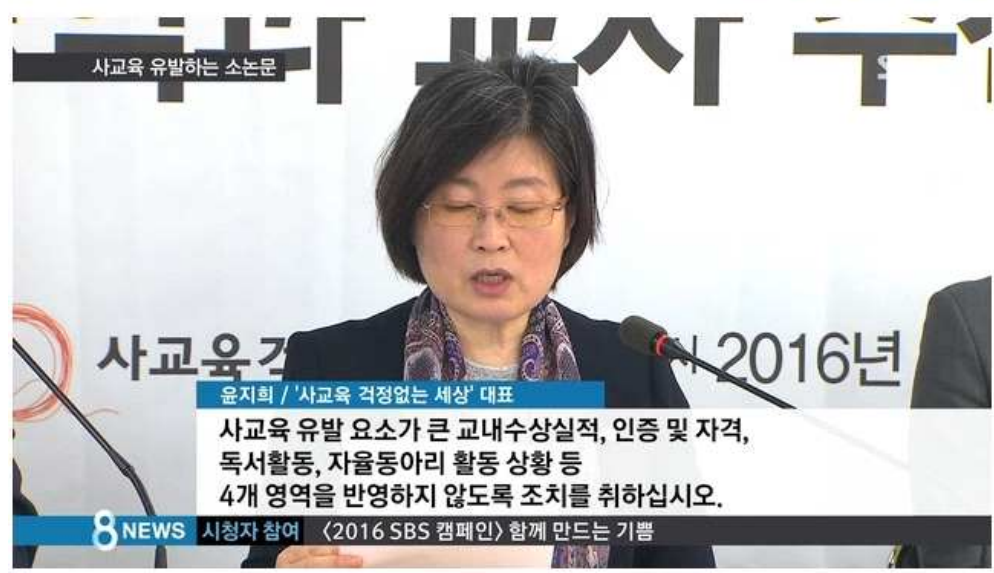 사교육 유발하는 소논문
사교육걱
2016년
윤지희 / '사교육 걱정없는 세상' 대표
사교육 유발 요소가 큰 교내수상실적, 인증 및 자격,
독서활동, 자율동아리 활동 상황 등
4개 영역을 반영하지 않도록 조치를 취하십시오.
8 NEWS 시청자 참여 〈2016 SBS 캠페인〉 함께 만드는 기쁨